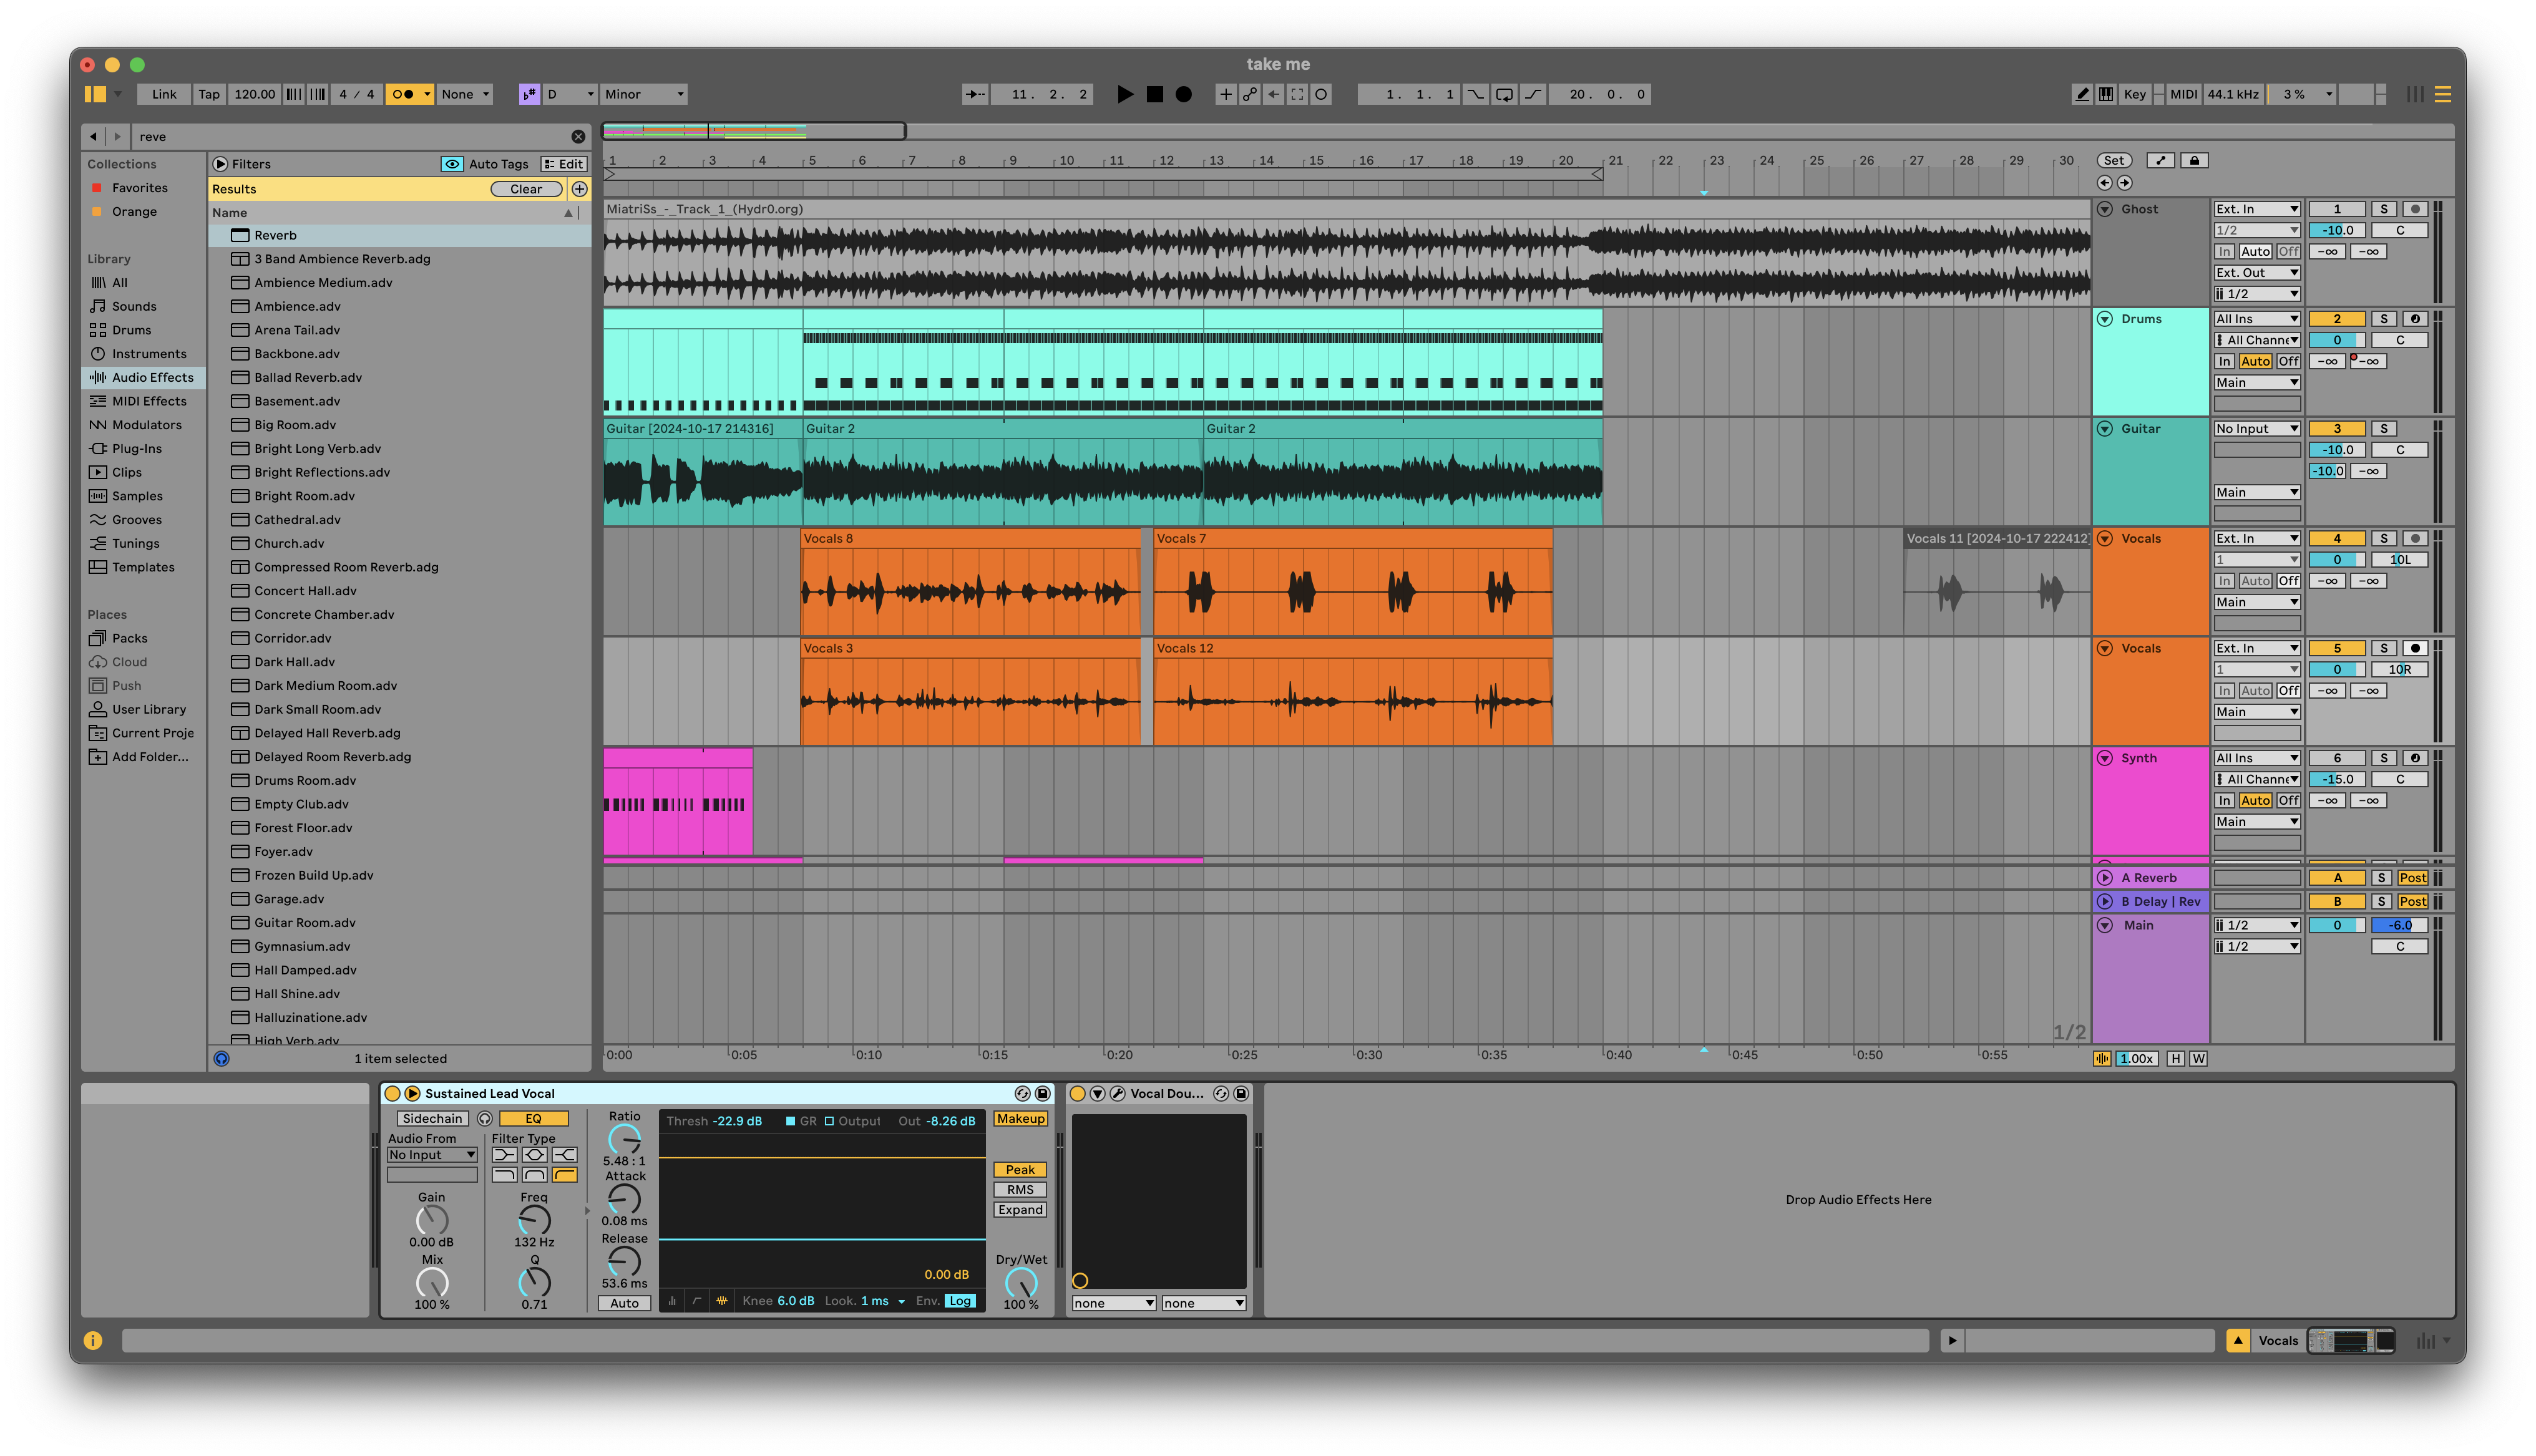 take me
Link Tap 120.00 4 / 4 None D Minor 11. 2. 2 1. 1. 1 20. 0. 0 Key MIDI 44.1 kHz 3 %
reve
Collections
Favorites
Orange
Library
All
Sounds
Drums
Instruments
Audio Effects
MIDI Effects
Modulators
Plug-Ins
Clips
Samples
Grooves
Tunings
Templates
Places
Packs
Cloud
Push
User Library
Current Proje
Add Folder...
Filters Auto Tags Edit
Results Clear
Name
Reverb
3 Band Ambience Reverb.adg
Ambience Medium.adv
Ambience.adv
Arena Tail.adv
Backbone.adv
Ballad Reverb.adv
Basement.adv
Big Room.adv
Bright Long Verb.adv
Bright Reflections.adv
Bright Room.adv
Cathedral.adv
Church.adv
Compressed Room Reverb.adg
Concert Hall.adv
Concrete Chamber.adv
Corridor.adv
Dark Hall.adv
Dark Medium Room.adv
Dark Small Room.adv
Delayed Hall Reverb.adg
Delayed Room Reverb.adg
Drums Room.adv
Empty Club.adv
Forest Floor.adv
Foyer.adv
Frozen Build Up.adv
Garage.adv
Guitar Room.adv
Gymnasium.adv
Hall Damped.adv
Hall Shine.adv
Halluzinatione.adv
High Verb.adv
1 item selected
1 2 3 4 5 6 7 8 9 10 11 12 13 14 15 16 17 18 19 20 21 22 23 24 25 26 27 28 29 30 Set
MiatriSs_-_Track_1_(Hydr0.org) Ghost Ext. In 1 S
1/2 -10.0 C
In Auto Off -∞ -∞
Ext. Out
1/2
Drums All Ins 2 S
All Channe 0 C
In Auto Off -∞ -∞
Main
Guitar [2024-10-17 214316] Guitar 2 Guitar 2 Guitar No Input 3 S
-10.0 C
-10.0 -∞
Main
Vocals 8 Vocals 7 Vocals 11 [2024-10-17 222412] Vocals Ext. In 4 S
1 0 10L
In Auto Off -∞ -∞
Main
Vocals 3 Vocals 12 Vocals Ext. In 5 S
1 0 10R
In Auto Off -∞ -∞
Main
Synth All Ins 6 S
All Channe -15.0 C
In Auto Off -∞ -∞
Main
A Reverb A S Post
B Delay | Rev B S Post
Main 1/2 0 -6.0
1/2 C
1/2
0:00 0:05 0:10 0:15 0:20 0:25 0:30 0:35 0:40 0:45 0:50 0:55 1.00x H W
Sustained Lead Vocal
Sidechain EQ
Audio From Filter Type
No Input
Gain Freq
0.00 dB 132 Hz
Mix Q
100 % 0.71
Ratio
5.48 : 1
Attack
0.08 ms
Release
53.6 ms
Auto
Thresh -22.9 dB GR Output Out -8.26 dB
0.00 dB
Knee 6.0 dB Look. 1 ms Env. Log
Makeup
Peak
RMS
Expand
Dry/Wet
100 %
Vocal Dou...
none none
Drop Audio Effects Here
Vocals